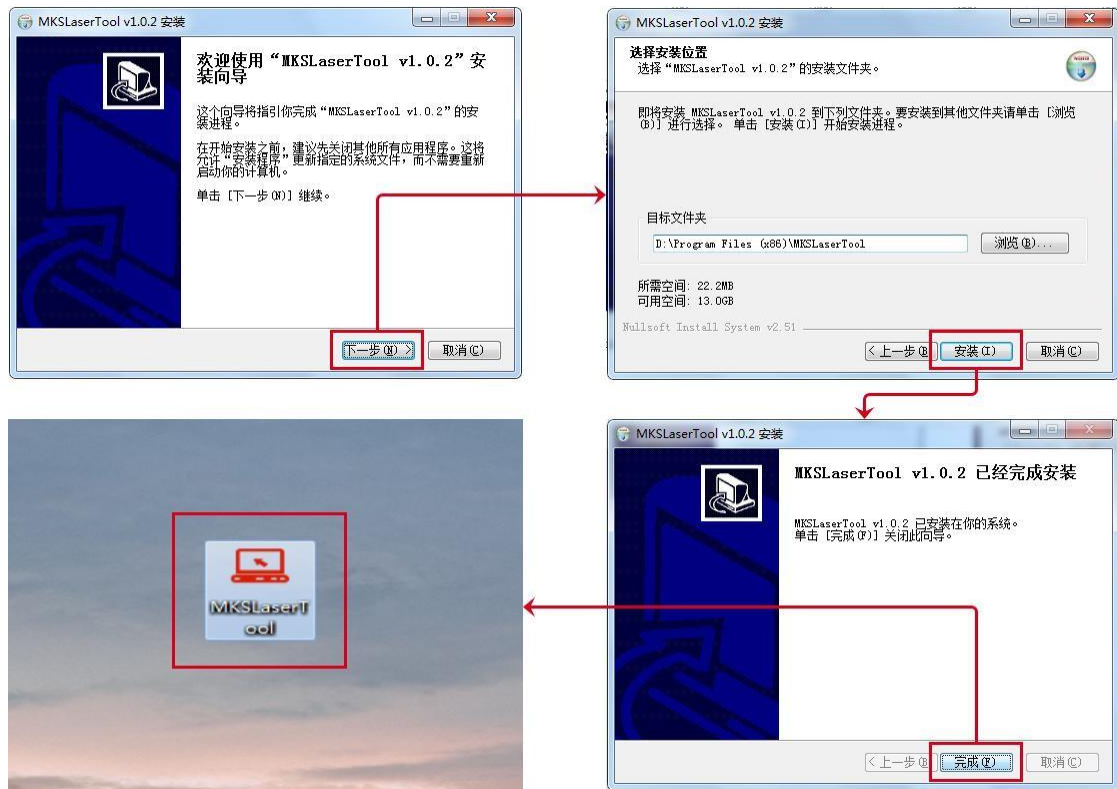 MKSLaserTool v1.0.2 安装
欢迎使用“MKSLaserTool v1.0.2”安
装向导
这个向导将指引你完成“MKSLaserTool v1.0.2”的安
装进程。
在开始安装之前，建议先关闭其他所有应用程序。这将
允许“安装程序”更新指定的系统文件，而不需要重新
启动你的计算机。
单击 [下一步(N)] 继续。
下一步(N) >
取消(C)
MKSLaserTool v1.0.2 安装
选择安装位置
选择“MKSLaserTool v1.0.2”的安装文件夹。
即将安装 MKSLaserTool v1.0.2 到下列文件夹。要安装到其他文件夹请单击 [浏览
(B)] 进行选择。 单击 [安装(I)] 开始安装进程。
目标文件夹
D:\Program Files (x86)\MKSLaserTool
浏览(B)...
所需空间: 22.2MB
可用空间: 13.0GB
Nullsoft Install System v2.51
< 上一步(B
安装(I)
取消(C)
MKSLaserTool v1.0.2 安装
MKSLaserTool v1.0.2 已经完成安装
MKSLaserTool v1.0.2 已安装在你的系统。
单击 [完成(F)] 关闭此向导。
< 上一步(B
完成(F)
取消(C)
MKSLaserT
ool